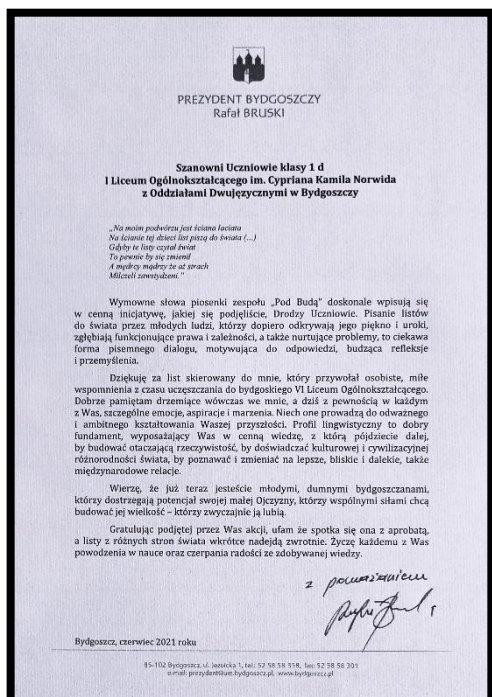 PREZYDENT BYDGOSZCZY
Rafał BRUSKI
Szanowni Uczniowie klasy 1 d
I Liceum Ogólnokształcącego im. Cypriana Kamila Norwida
z Oddziałami Dwujęzycznymi w Bydgoszczy
„Na moim podwórzu jest ściana łaciata
Na ścianie tej dzieci list piszą do świata (...)
Gdyby te listy czytał świat
To pewnie by się zmienił
A mędrcy mądrzy że aż strach
Milczeli zawstydzeni."
Wymowne słowa piosenki zespołu „Pod Budą" doskonale wpisują się
w cenną inicjatywę, jakiej się podjęliście, Drodzy Uczniowie. Pisanie listów
do świata przez młodych ludzi, którzy dopiero odkrywają jego piękno i uroki,
zgłębiają funkcjonujące prawa i zależności, a także nurtujące problemy, to ciekawa
forma pisemnego dialogu, motywująca do odpowiedzi, budząca refleksje
i przemyślenia.
Dziękuję za list skierowany do mnie, który przywołał osobiste, miłe
wspomnienia z czasu uczęszczania do bydgoskiego VI Liceum Ogólnokształcącego.
Dobrze pamiętam drzemiące wówczas we mnie, a dziś z pewnością w każdym
z Was, szczególne emocje, aspiracje i marzenia. Niech one prowadzą do odważnego
i ambitnego kształtowania Waszej przyszłości. Profil lingwistyczny to dobry
fundament, wyposażający Was w cenną wiedzę, z którą pójdziecie dalej,
by budować otaczającą rzeczywistość, by doświadczać kulturowej i cywilizacyjnej
różnorodności świata, by poznawać i zmieniać na lepsze, bliskie i dalekie, także
międzynarodowe relacje.
Wierzę, że już teraz jesteście młodymi, dumnymi bydgoszczanami,
którzy dostrzegają potencjał swojej małej Ojczyzny, którzy wspólnymi siłami chcą
budować jej wielkość – którzy zwyczajnie ją lubią.
Gratulując podjętej przez Was akcji, ufam że spotka się ona z aprobatą,
a listy z różnych stron świata wkrótce nadejdą zwrotnie. Życzę każdemu z Was
powodzenia w nauce oraz czerpania radości ze zdobywanej wiedzy.
z poważaniem
Bydgoszcz, czerwiec 2021 roku
85-102 Bydgoszcz, ul. Jezuicka 1, tel: 52 58 58 358, fax: 52 58 58 301
e-mail: prezydent@um.bydgoszcz.pl, www.bydgoszcz.pl